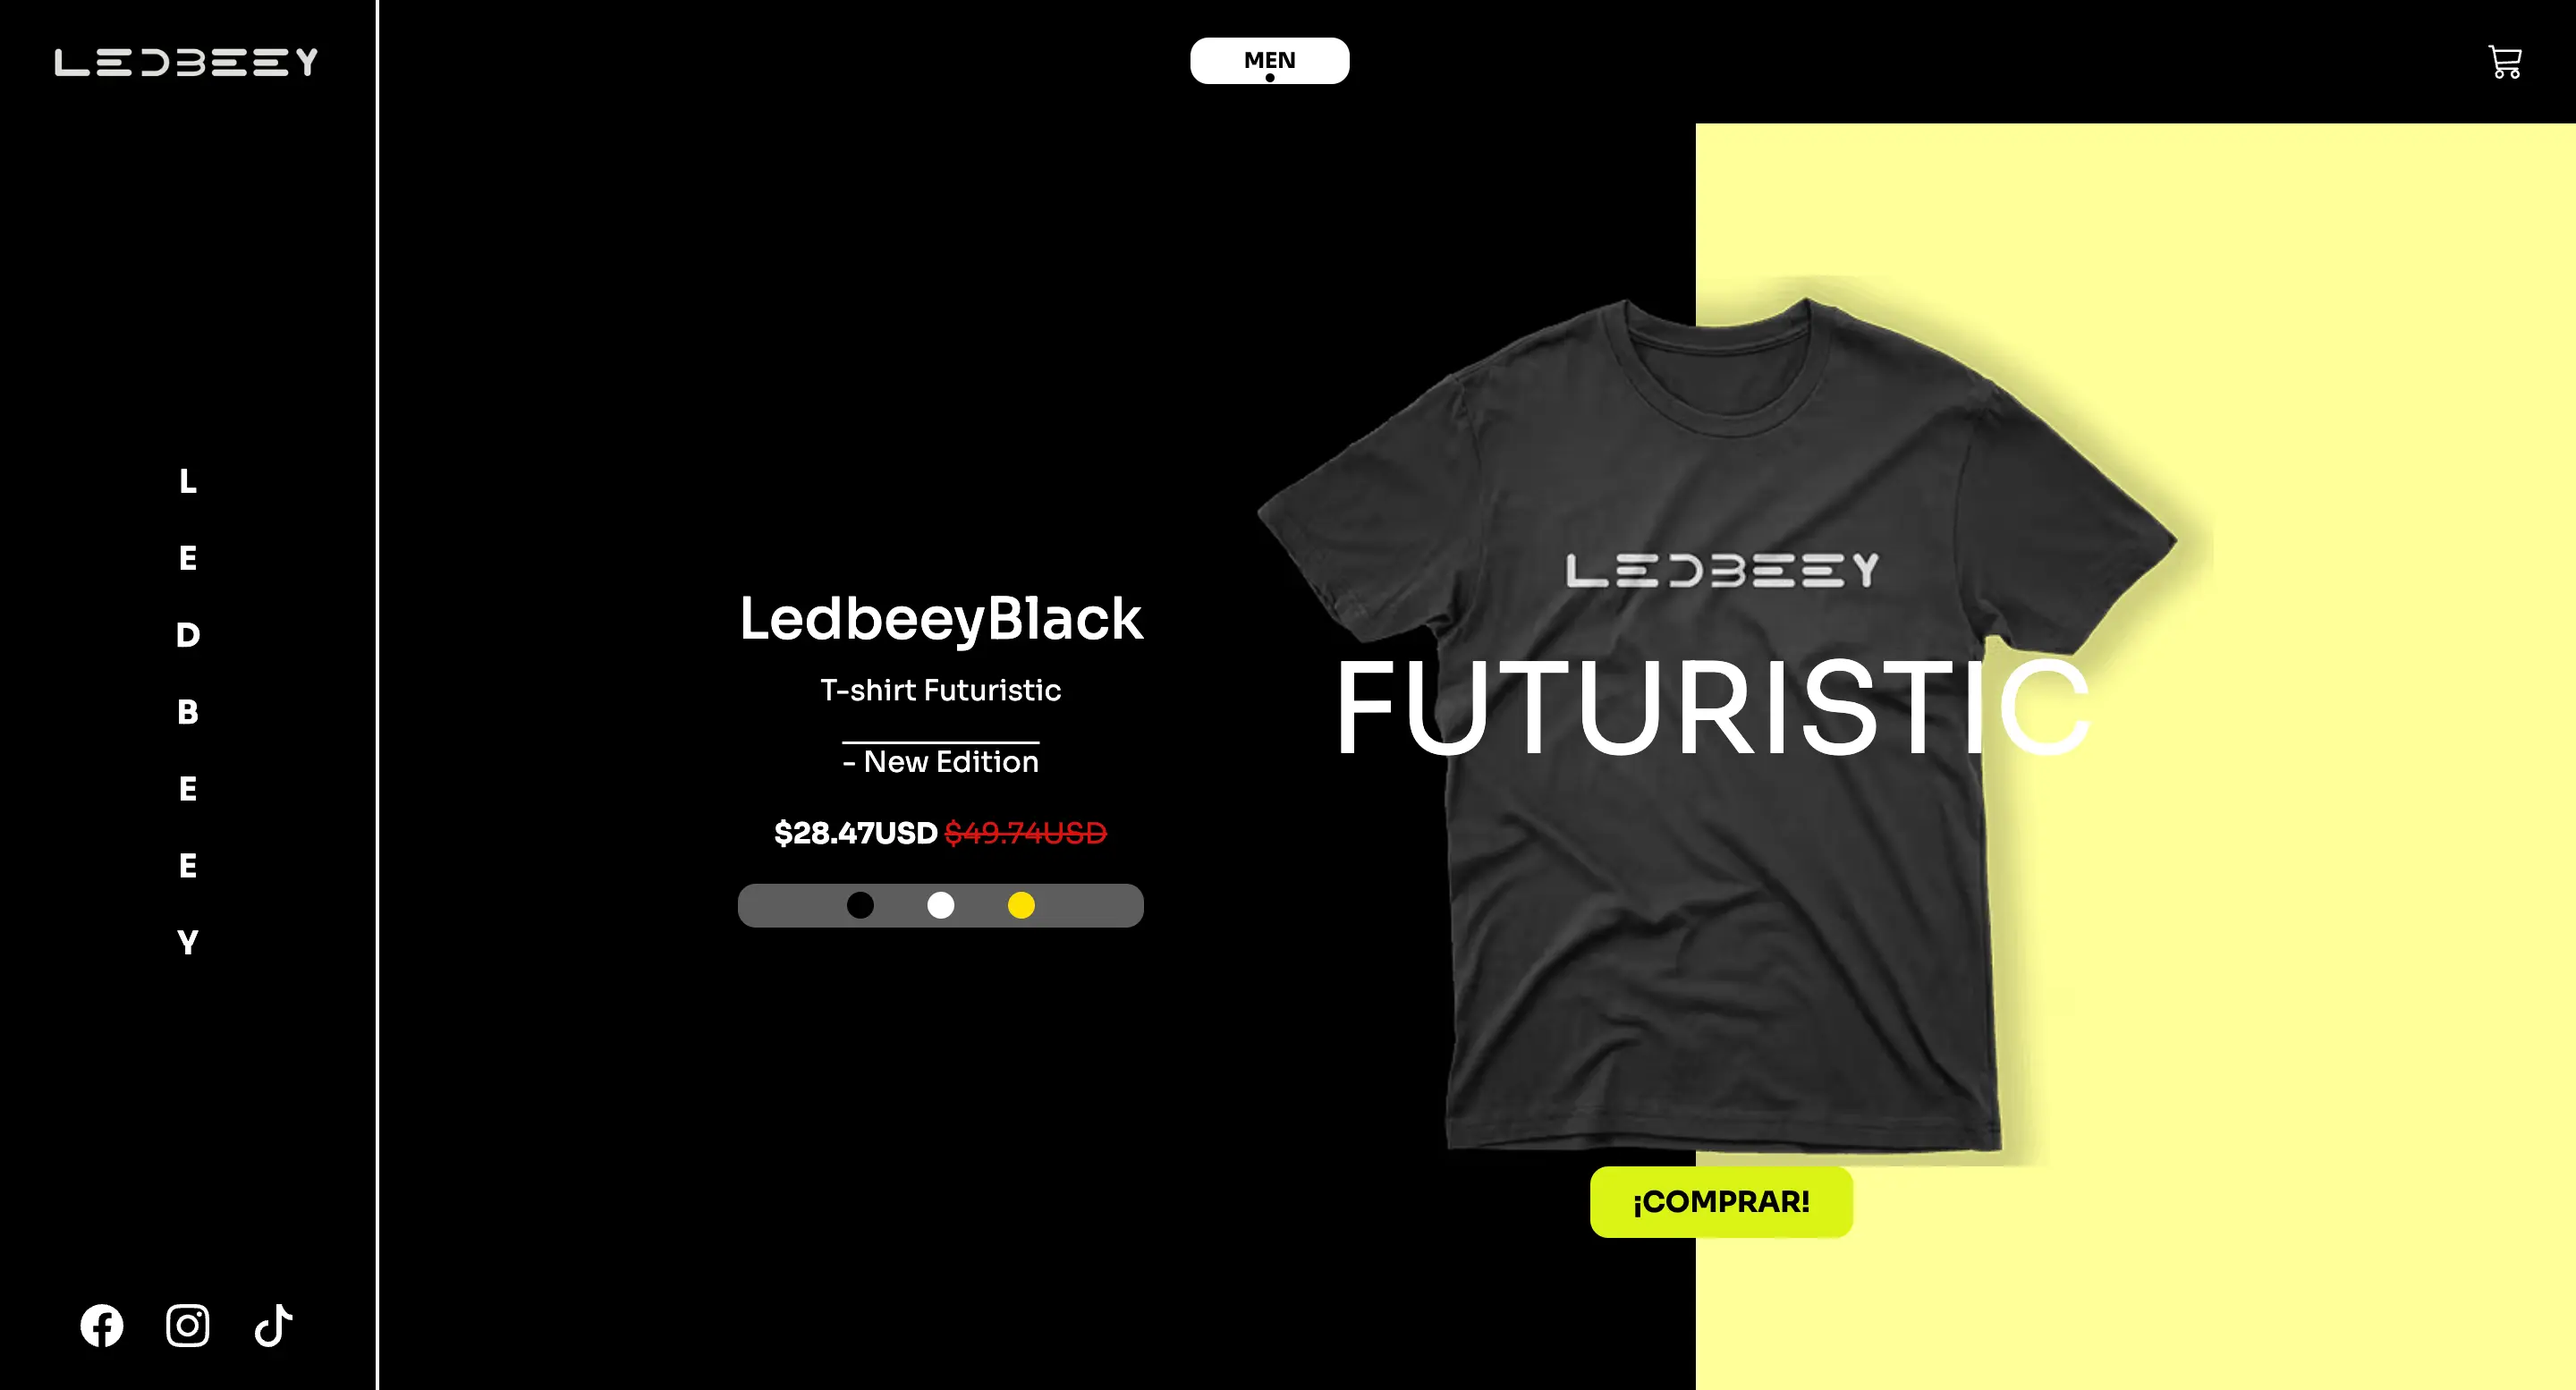 LEDBEEY
MEN
L
E
D
B
E
E
Y
LedbeeyBlack
T-shirt Futuristic
- New Edition
$28.47USD $49.74USD
LEDBEEY
FUTURISTIC
¡COMPRAR!